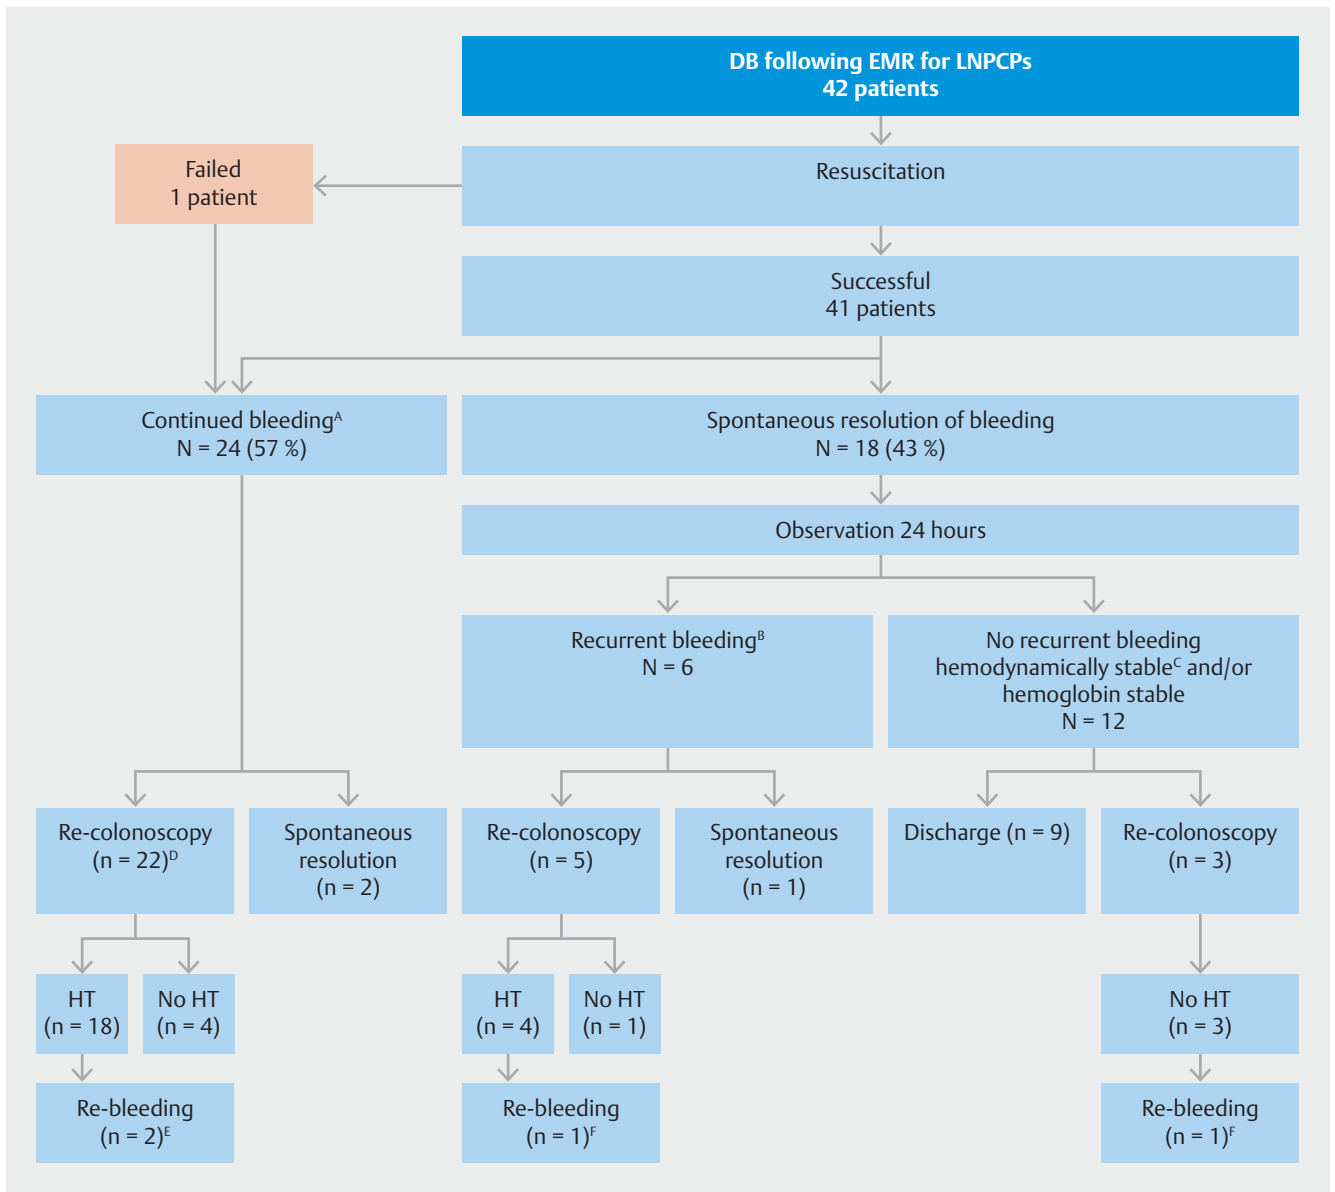 DB following EMR for LNPCPs
42 patients
Failed
1 patient
Resuscitation
Successful
41 patients
Continued bleedingᴬ
N = 24 (57 %)
Spontaneous resolution of bleeding
N = 18 (43 %)
Observation 24 hours
Recurrent bleedingᴮ
N = 6
No recurrent bleeding
hemodynamically stableᶜ and/or
hemoglobin stable
N = 12
Re-colonoscopy
(n = 22)ᴰ
Spontaneous
resolution
(n = 2)
Re-colonoscopy
(n = 5)
Spontaneous
resolution
(n = 1)
Discharge (n = 9)
Re-colonoscopy
(n = 3)
HT
(n = 18)
No HT
(n = 4)
HT
(n = 4)
No HT
(n = 1)
No HT
(n = 3)
Re-bleeding
(n = 2)ᴱ
Re-bleeding
(n = 1)ꟳ
Re-bleeding
(n = 1)ꟳ